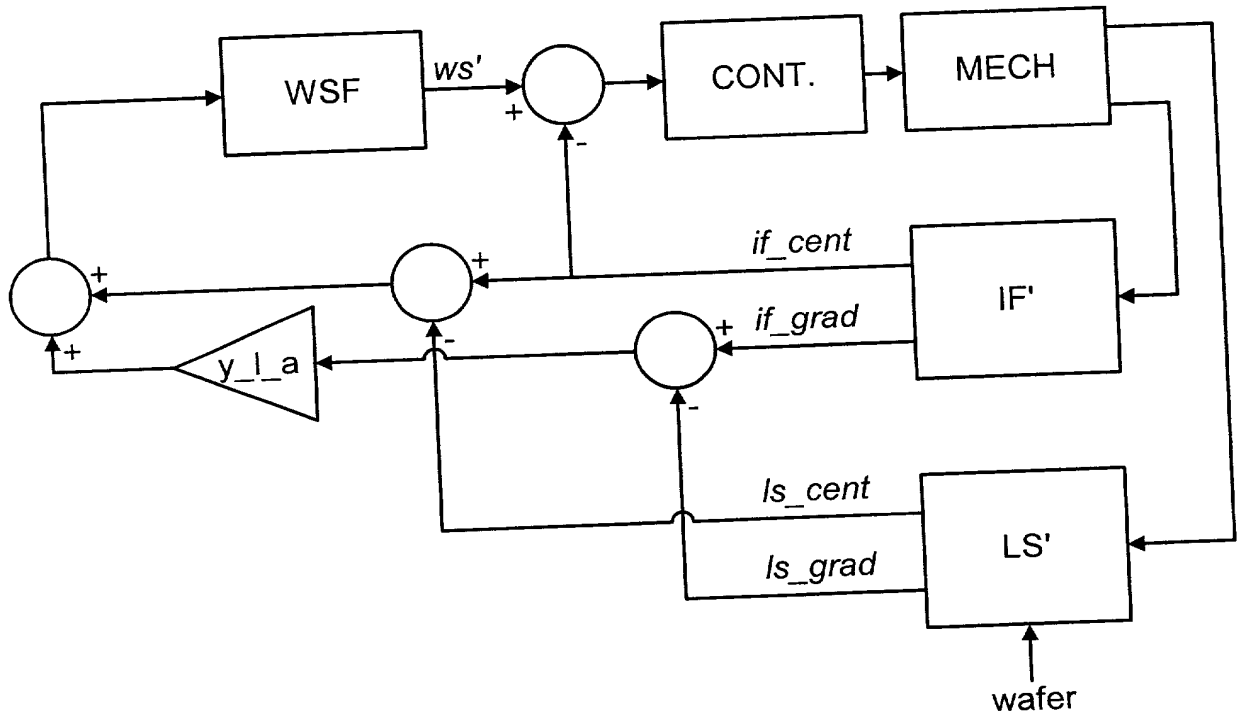 WSF
ws'
+
-
CONT.
MECH
if_cent
+
+
-
IF'
if_grad
+
-
y_l_a
+
ls_cent
ls_grad
LS'
wafer